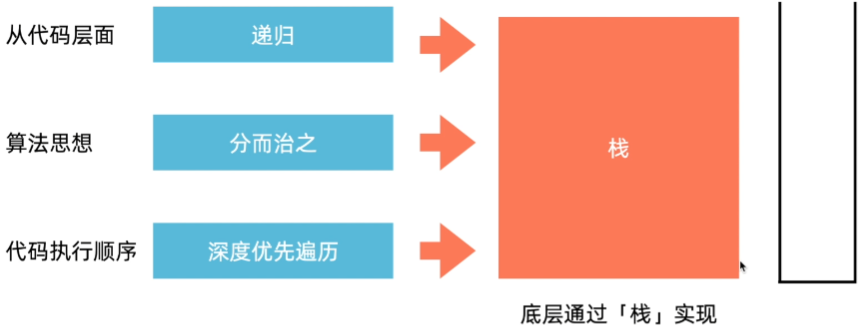 从代码层面
递归
算法思想
分而治之
栈
代码执行顺序
深度优先遍历
底层通过「栈」实现